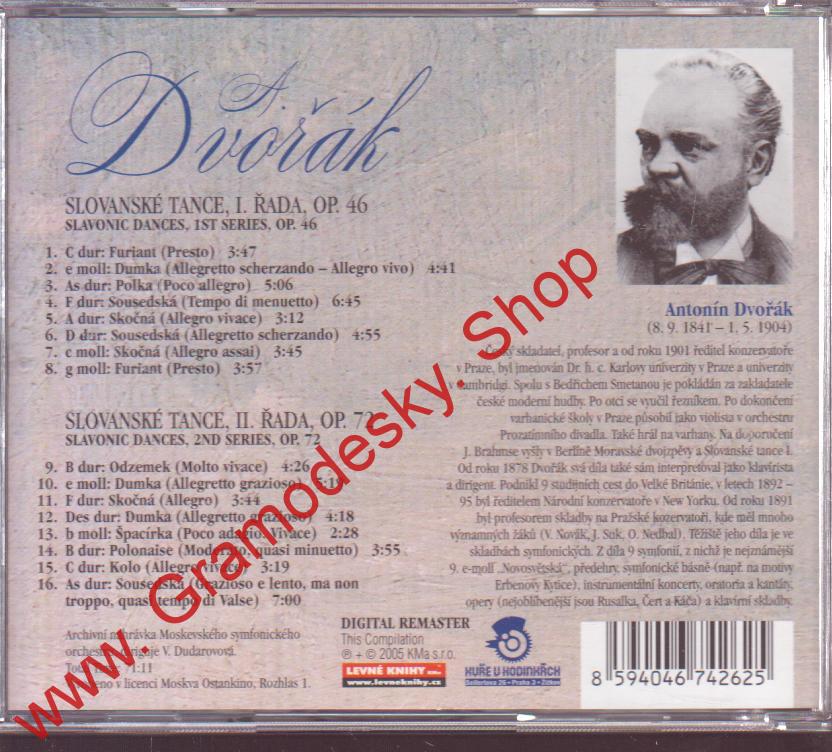 A. Dvořák
SLOVANSKÉ TANCE, I. ŘADA, OP. 46
SLAVONIC DANCES, 1ST SERIES, OP. 46
1. C dur: Furiant (Presto) 3:47
2. e moll: Dumka (Allegretto scherzando – Allegro vivo) 4:41
3. As dur: Polka (Poco allegro) 5:06
4. F dur: Sousedská (Tempo di menuetto) 6:45
5. A dur: Skočná (Allegro vivace) 3:12
6. D dur: Sousedská (Allegretto scherzando) 4:55
7. c moll: Skočná (Allegro assai) 3:45
8. g moll: Furiant (Presto) 3:57
SLOVANSKÉ TANCE, II. ŘADA, OP. 72
SLAVONIC DANCES, 2ND SERIES, OP. 72
9. B dur: Odzemek (Molto vivace) 4:26
10. e moll: Dumka (Allegretto grazioso)
11. F dur: Skočná (Allegro) 3:44
12. Des dur: Dumka (Allegretto grazioso) 4:18
13. b moll: Špacírka (Poco adagio. Vivace) 2:28
14. B dur: Polonaise (Moderato, quasi minuetto) 3:55
15. C dur: Kolo (Allegro vivace) 3:19
16. As dur: Sousedská (Grazioso e lento, ma non
troppo, quasi tempo di Valse) 7:00
Archivní nahrávka Moskevského symfonického
orchestru diriguje V. Dudarovová.
Total Time:
v licenci Moskva Ostankino, Rozhlas 1.
Antonín Dvořák
(8. 9. 1841 – 1. 5. 1904)
Český skladatel, profesor a od roku 1901 ředitel konzervatoře
v Praze, byl jmenován Dr. h. c. Karlovy univerzity v Praze a univerzity
v Cambridgi. Spolu s Bedřichem Smetanou je pokládán za zakladatele
české moderní hudby. Po otci se vyučil řezníkem. Po dokončení
varhanické školy v Praze působil jako violista v orchestru
Prozatímního divadla. Také hrál na varhany. Na doporučení
J. Brahmse vyšly v Berlíně Moravské dvojzpěvy a Slovanské tance I.
Od roku 1878 Dvořák svá díla také sám interpretoval jako klavírista
a dirigent. Podnikl 9 studijních cest do Velké Británie, v letech 1892 –
95 byl ředitelem Národní konzervatoře v New Yorku. Od roku 1891
byl profesorem skladby na Pražské kozervatoři, kde měl mnoho
významných žáků (V. Novák, J. Suk, O. Nedbal). Těžiště jeho díla je ve
skladbách symfonických. Z díla 9 symfonií, z nichž je nejznámější
9. e-moll „Novosvětská“, předehry, symfonické básně (např. na motivy
Erbenovy Kytice), instrumentální koncerty, oratoria a kantáty,
opery (nejoblíbenější jsou Rusalka, Čert a Káča) a klavírní skladby.
DIGITAL REMASTER
This Compilation
℗ + © 2005 KMa s.r.o.
LEVNÉ KNIHY
www.levneknihy.cz
KUŘE V HODINKÁCH
Seifertova 26 - Praha 3 - Žižkov
8 594046 742625
www. Gramodesky. Shop